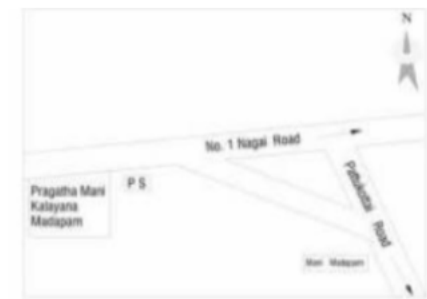 N
No. 1 Nagai Road
Pattukottai Road
P S
Pragatha Mani
Kalayana
Madapam
Mani Madapam